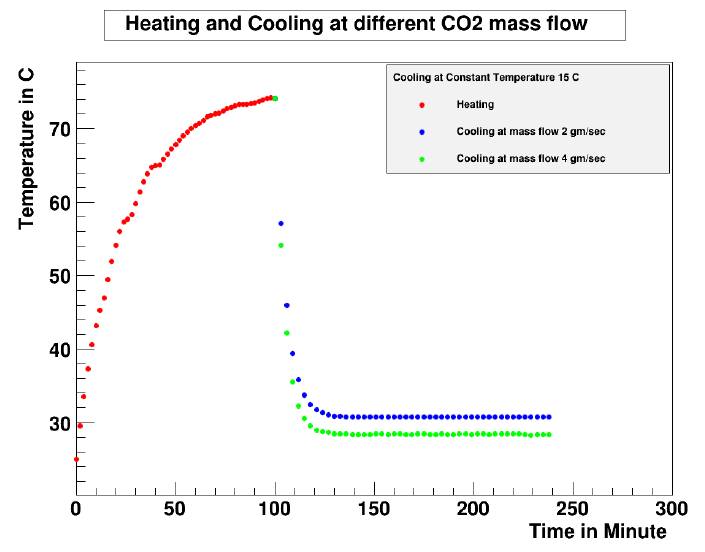 Heating and Cooling at different CO2 mass flow
Temperature in C
Cooling at Constant Temperature 15 C
Heating
Cooling at mass flow 2 gm/sec
Cooling at mass flow 4 gm/sec
70
60
50
40
30
0 50 100 150 200 250 300
Time in Minute